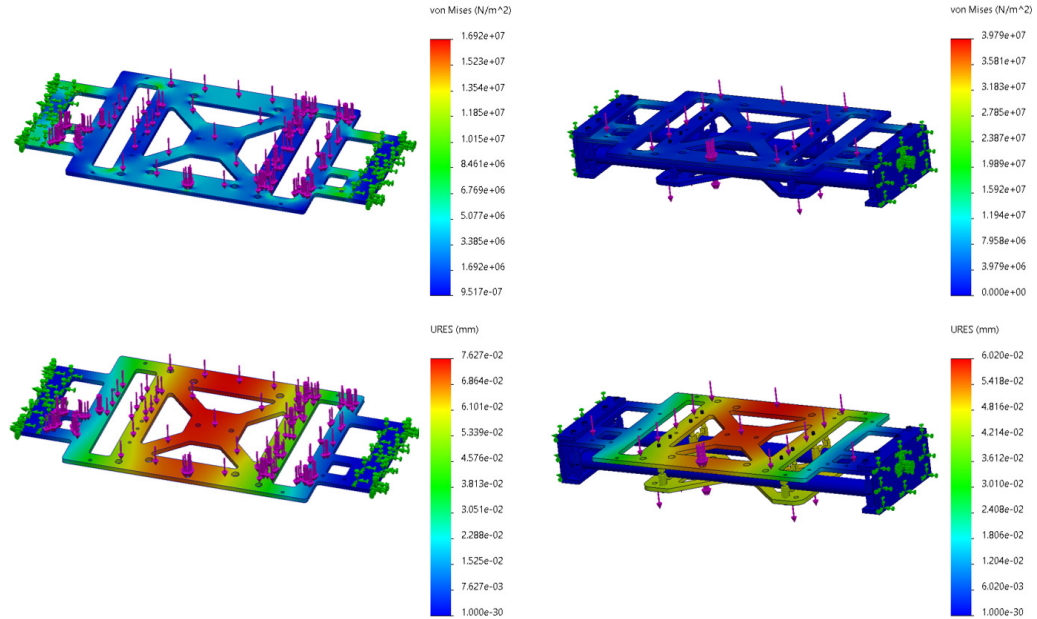 von Mises (N/m^2)
1.692e+07
1.523e+07
1.354e+07
1.185e+07
1.015e+07
8.461e+06
6.769e+06
5.077e+06
3.385e+06
1.692e+06
9.517e-07
von Mises (N/m^2)
3.979e+07
3.581e+07
3.183e+07
2.785e+07
2.387e+07
1.989e+07
1.592e+07
1.194e+07
7.958e+06
3.979e+06
0.000e+00
URES (mm)
7.627e-02
6.864e-02
6.101e-02
5.339e-02
4.576e-02
3.813e-02
3.051e-02
2.288e-02
1.525e-02
7.627e-03
1.000e-30
URES (mm)
6.020e-02
5.418e-02
4.816e-02
4.214e-02
3.612e-02
3.010e-02
2.408e-02
1.806e-02
1.204e-02
6.020e-03
1.000e-30